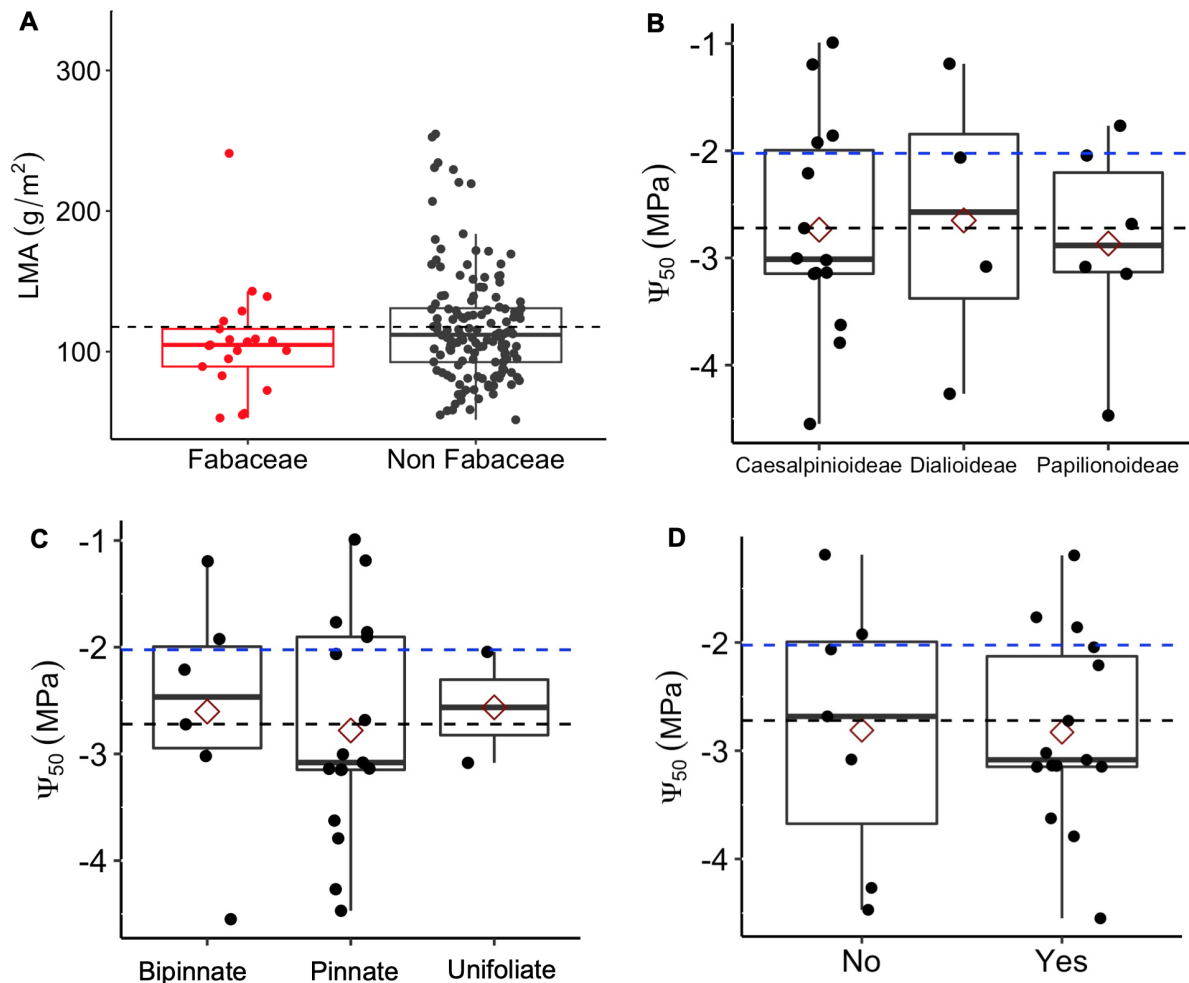 A
LMA (g/m²)
300
200
100
Fabaceae
Non Fabaceae
B
Ψ₅₀ (MPa)
-1
-2
-3
-4
Caesalpinioideae
Dialioideae
Papilionoideae
C
Ψ₅₀ (MPa)
-1
-2
-3
-4
Bipinnate
Pinnate
Unifoliate
D
Ψ₅₀ (MPa)
-2
-3
-4
No
Yes